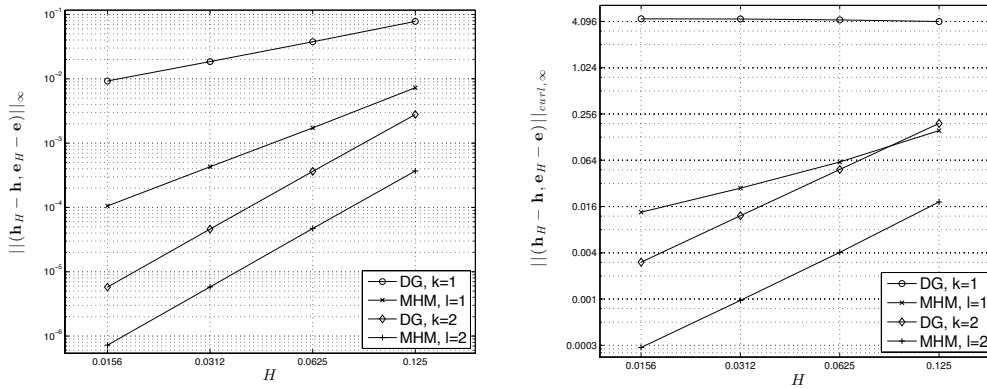 ||(h_H − h, e_H − e)||_∞
10^{-1}
10^{-2}
10^{-3}
10^{-4}
10^{-5}
10^{-6}
0.0156 0.0312 0.0625 0.125
H
DG, k=1
MHM, l=1
DG, k=2
MHM, l=2
||(h_H − h, e_H − e)||_{curl,∞}
4.096
1.024
0.256
0.064
0.016
0.004
0.001
0.0003
0.0156 0.0312 0.0625 0.125
H
DG, k=1
MHM, l=1
DG, k=2
MHM, l=2